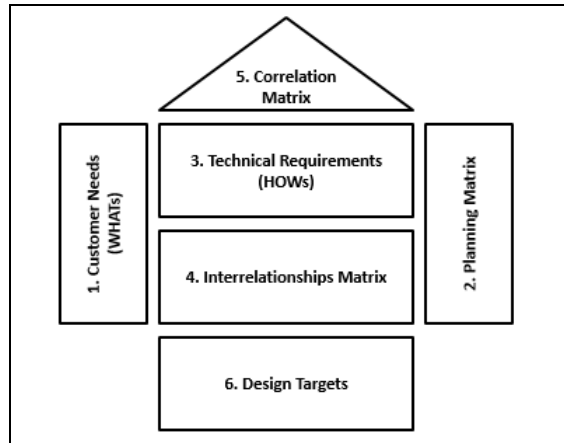 5. Correlation
Matrix
1. Customer Needs
(WHATs)
3. Technical Requirements
(HOWs)
2. Planning Matrix
4. Interrelationships Matrix
6. Design Targets